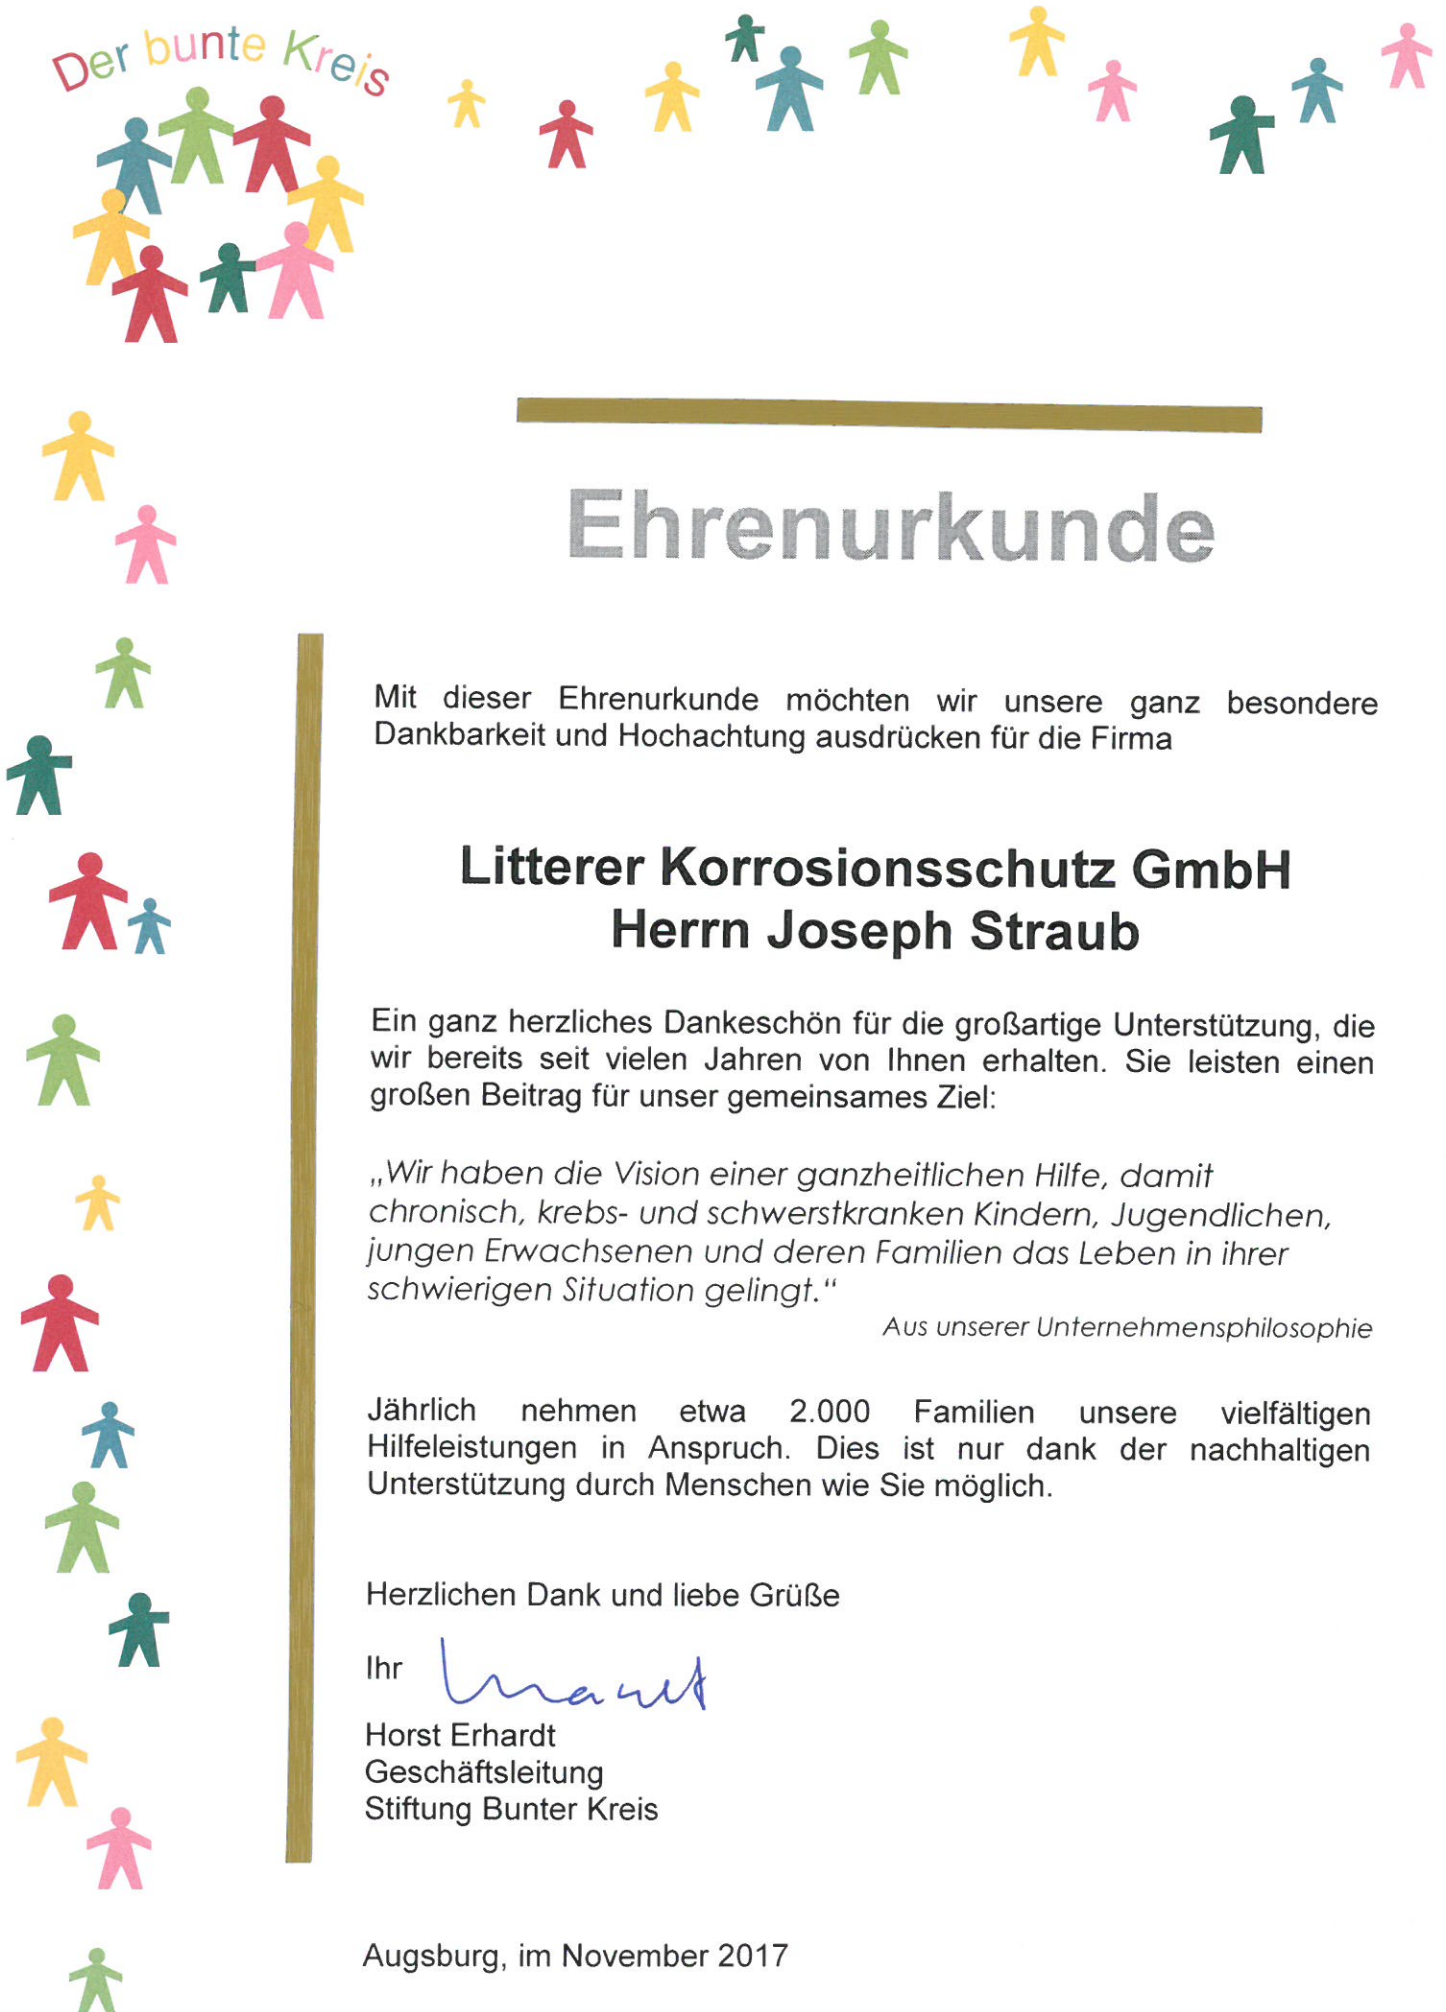 Der bunte Kreis
Ehrenurkunde
Mit dieser Ehrenurkunde möchten wir unsere ganz besondere
Dankbarkeit und Hochachtung ausdrücken für die Firma
Litterer Korrosionsschutz GmbH
Herrn Joseph Straub
Ein ganz herzliches Dankeschön für die großartige Unterstützung, die
wir bereits seit vielen Jahren von Ihnen erhalten. Sie leisten einen
großen Beitrag für unser gemeinsames Ziel:
„Wir haben die Vision einer ganzheitlichen Hilfe, damit
chronisch, krebs- und schwerstkranken Kindern, Jugendlichen,
jungen Erwachsenen und deren Familien das Leben in ihrer
schwierigen Situation gelingt."
Aus unserer Unternehmensphilosophie
Jährlich nehmen etwa 2.000 Familien unsere vielfältigen
Hilfeleistungen in Anspruch. Dies ist nur dank der nachhaltigen
Unterstützung durch Menschen wie Sie möglich.
Herzlichen Dank und liebe Grüße
Ihr
Horst Erhardt
Geschäftsleitung
Stiftung Bunter Kreis
Augsburg, im November 2017